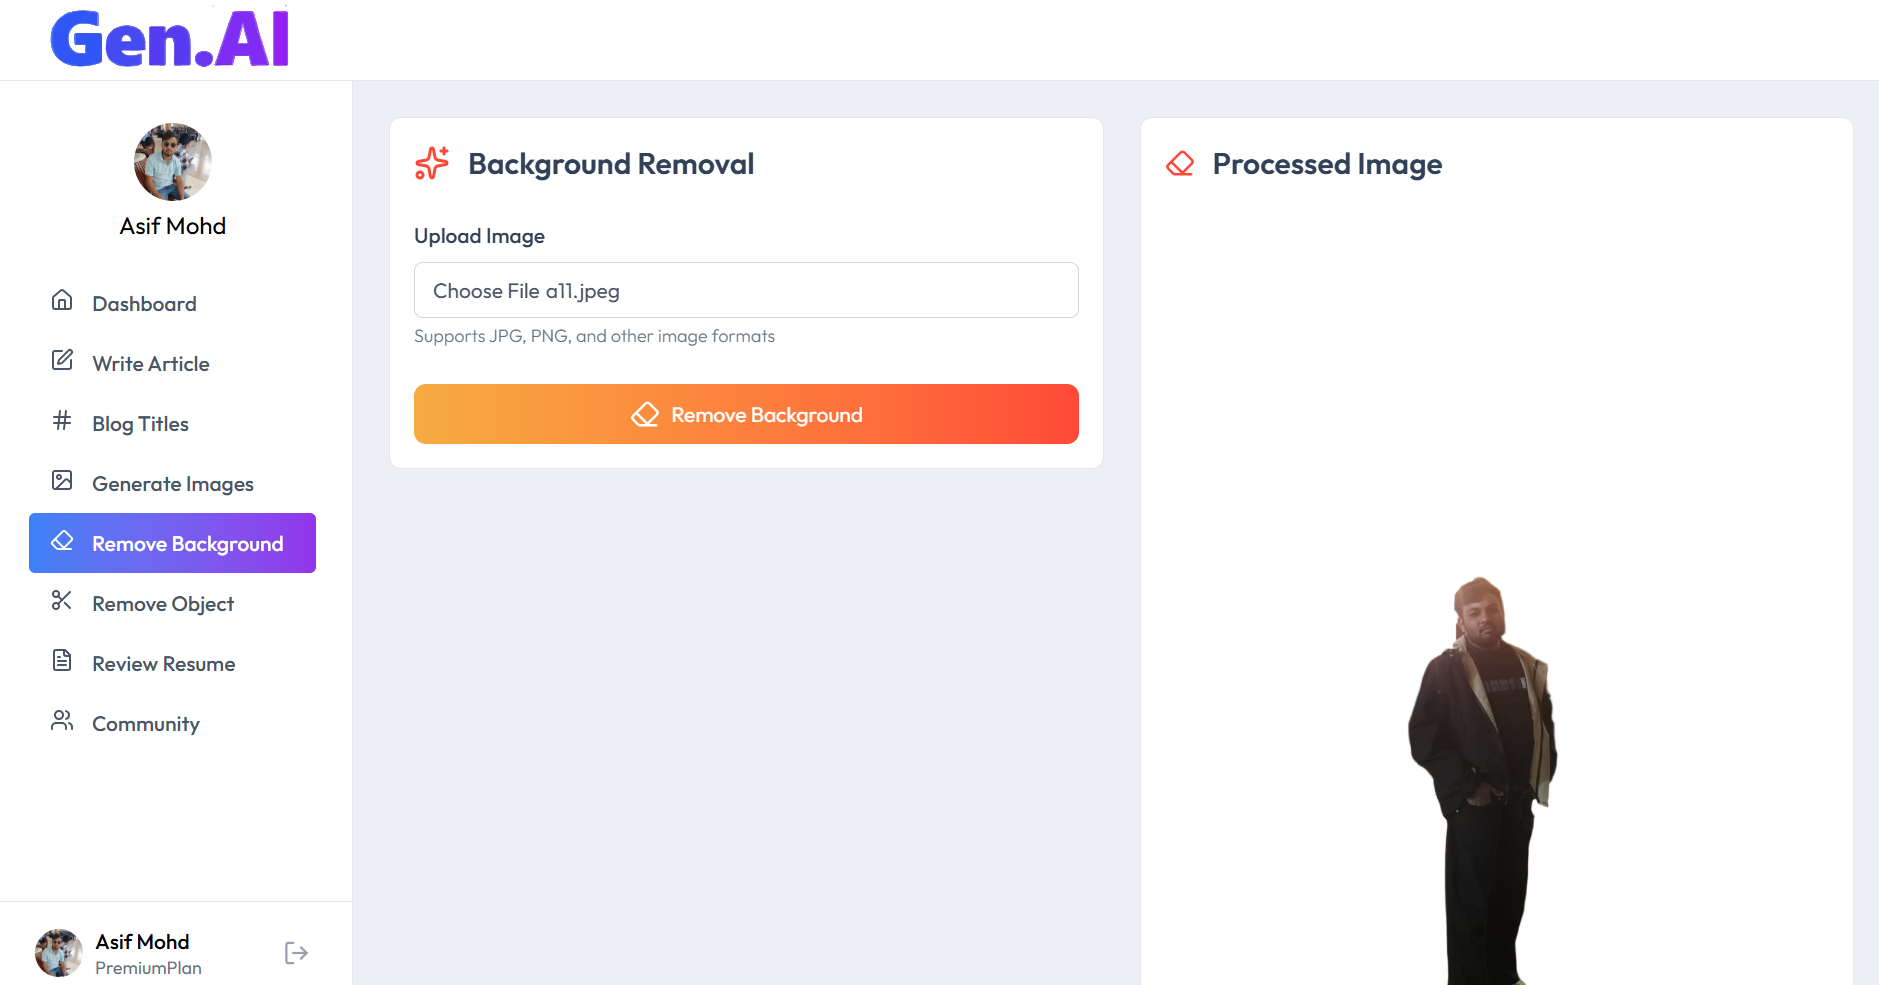 Gen.AI
Asif Mohd
Dashboard
Write Article
Blog Titles
Generate Images
Remove Background
Remove Object
Review Resume
Community
Asif Mohd
PremiumPlan
Background Removal
Upload Image
Choose File a11.jpeg
Supports JPG, PNG, and other image formats
Remove Background
Processed Image